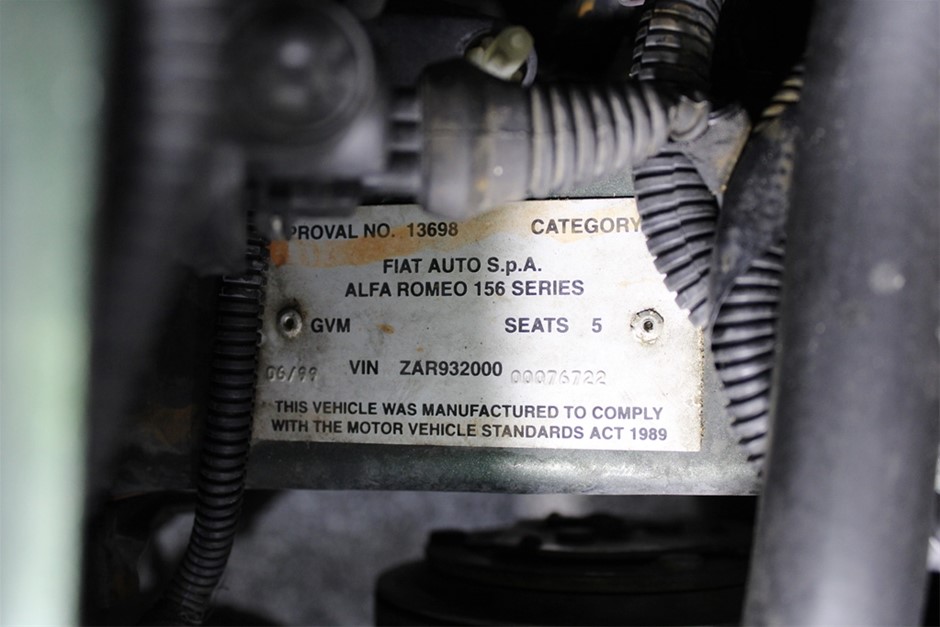 PROVAL NO. 13698 CATEGORY
FIAT AUTO S.p.A.
ALFA ROMEO 156 SERIES
GVM SEATS 5
06/99 VIN ZAR932000 00076722
THIS VEHICLE WAS MANUFACTURED TO COMPLY
WITH THE MOTOR VEHICLE STANDARDS ACT 1989